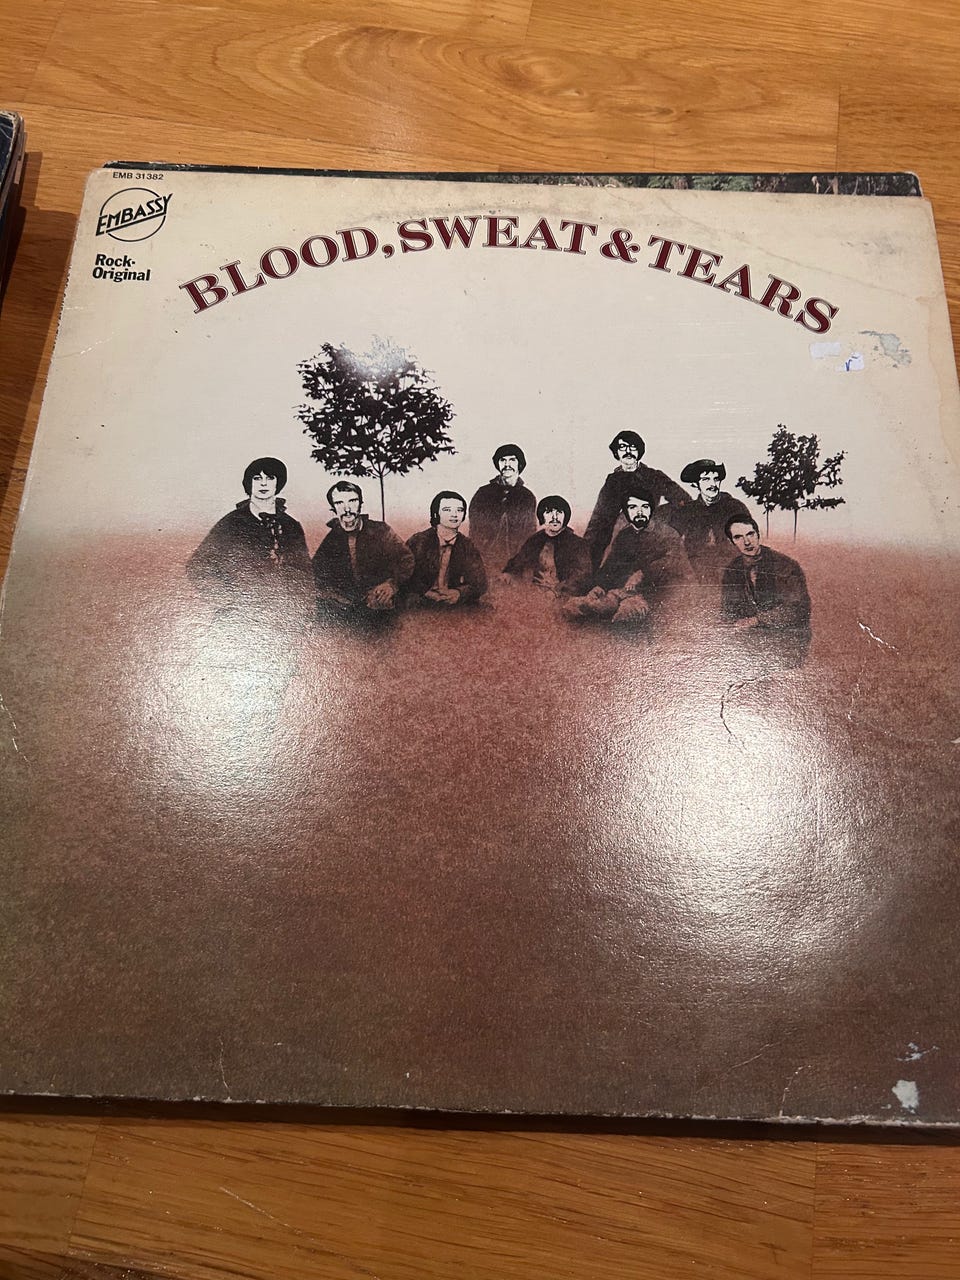 EMB 31382
EMBASSY
Rock-
Original
BLOOD, SWEAT & TEARS